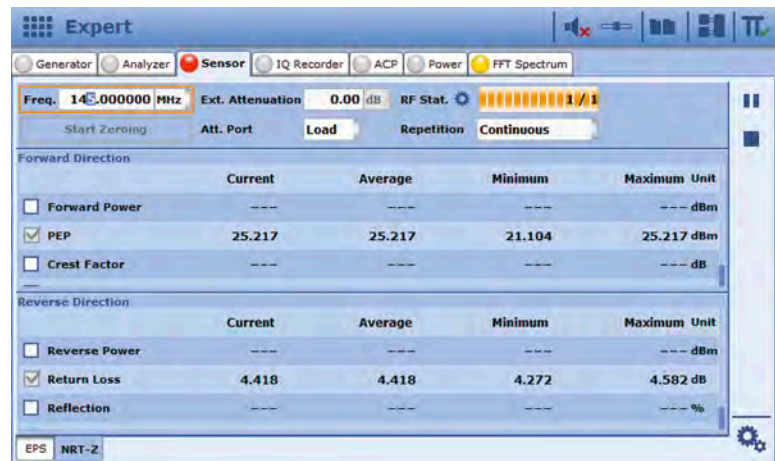 Expert
Generator Analyzer Sensor IQ Recorder ACP Power FFT Spectrum
Freq. 145.000000 MHz Ext. Attenuation 0.00 dB RF Stat. 1/1
Start Zeroing Att. Port Load Repetition Continuous
Forward Direction
Current Average Minimum Maximum Unit
Forward Power --- --- --- --- dBm
PEP 25.217 25.217 21.104 25.217 dBm
Crest Factor --- --- --- --- dB
Reverse Direction
Current Average Minimum Maximum Unit
Reverse Power --- --- --- --- dBm
Return Loss 4.418 4.418 4.272 4.582 dB
Reflection --- --- --- --- %
EPS NRT-Z